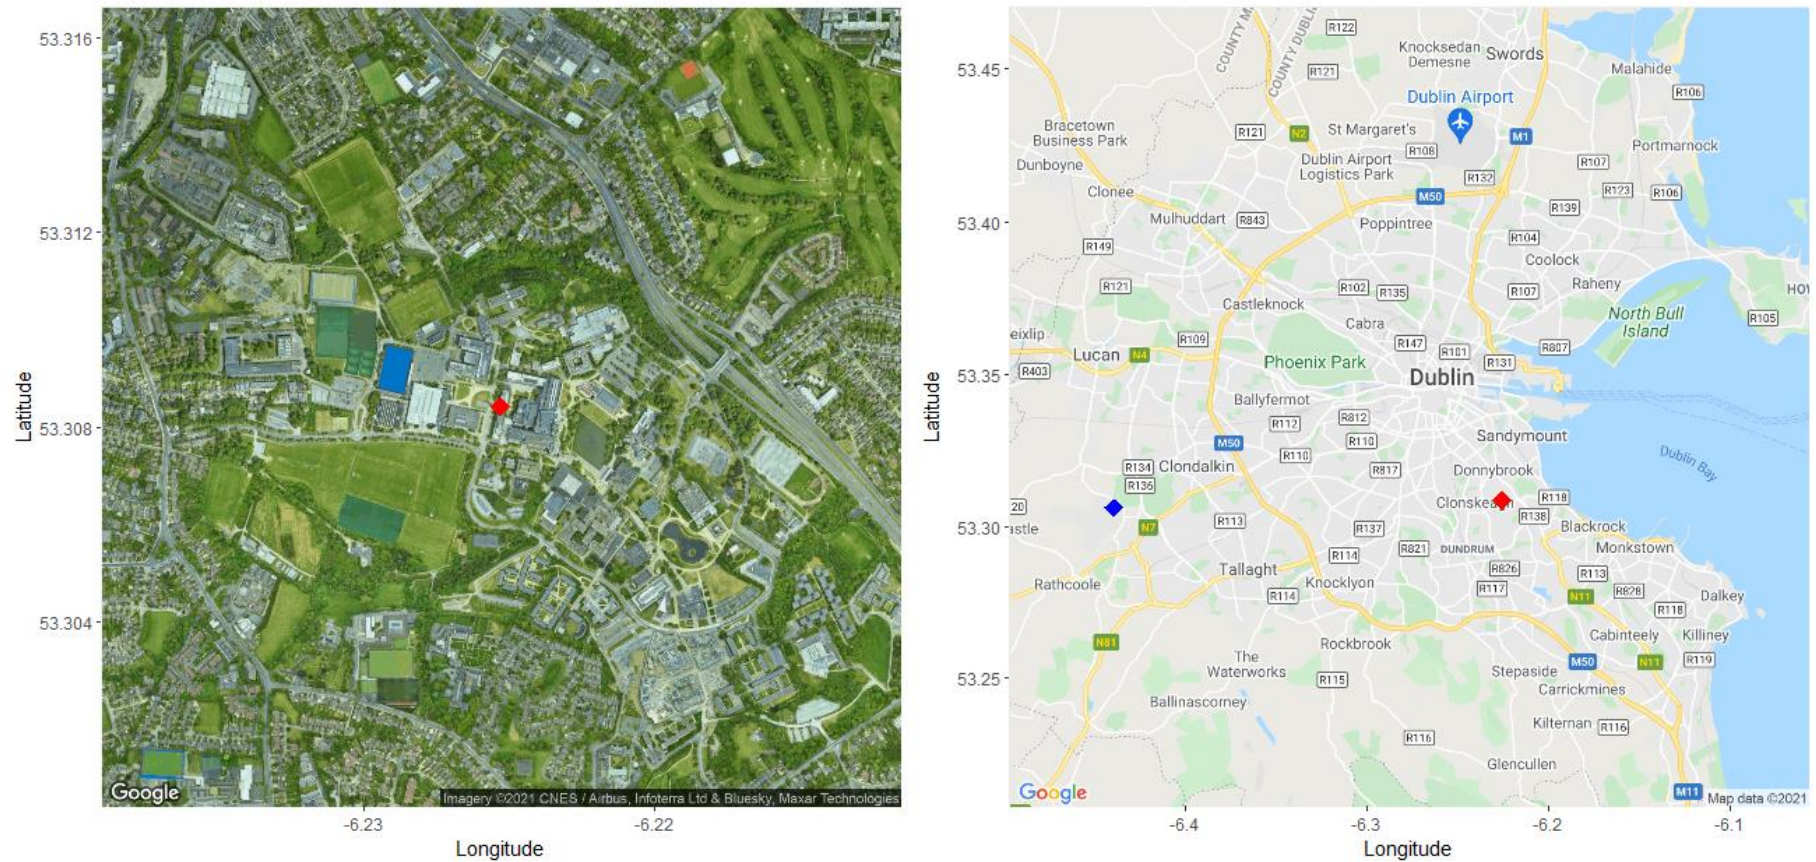 53.316
53.312
53.308
53.304
Latitude
-6.23
-6.22
Longitude
Google
Imagery ©2021 CNES / Airbus, Infoterra Ltd & Bluesky, Maxar Technologies
53.45
53.40
53.35
53.30
53.25
Latitude
-6.4
-6.3
-6.2
-6.1
Longitude
R122
COUNTY DUBLIN
COUNTY M
Knocksedan
Demesne
Swords
R121
Malahide
R106
Dublin Airport
Bracetown
Business Park
R121
N2
St Margaret's
M1
R108
Portmarnock
Dunboyne
Dublin Airport
Logistics Park
R107
R132
Clonee
M50
R123
R106
R139
Mulhuddart
R843
Poppintree
R149
R104
Coolock
R121
R102
R135
R107
Raheny
HO
Castleknock
North Bull
Island
R105
Cabra
eixlip
R109
R147
R101
R807
Lucan
N4
Phoenix Park
R131
R403
Dublin
Ballyfermot
R812
R112
M50
R110
Sandymount
R110
R134
Clondalkin
R817
Donnybrook
Dublin Bay
R136
Clonskeagh
R118
20
astle
N7
R113
R137
R138
Blackrock
R821
DUNDRUM
Monkstown
R114
Tallaght
R826
R113
Rathcoole
Knocklyon
R117
R828
R114
N11
Dalkey
R118
N81
Rockbrook
Cabinteely
Killiney
The
Waterworks
M50
N11
R119
R115
Stepaside
Carrickmines
Ballinascorney
Kilternan
R116
R116
Glencullen
Google
M11
Map data ©2021